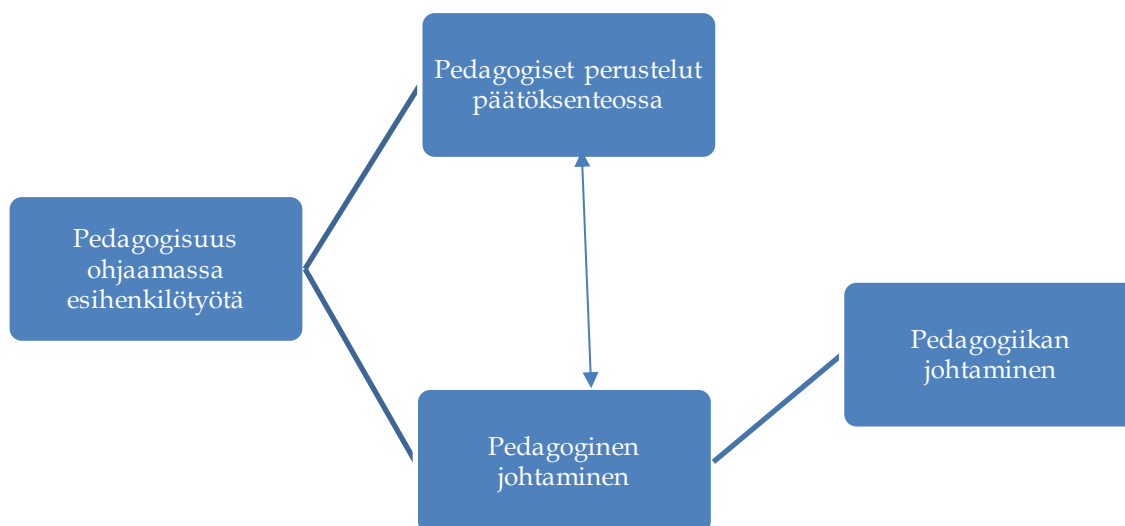 Pedagogiset perustelut
päätöksenteossa
Pedagogisuus
ohjaamassa
esihenkilötyötä
Pedagogiikan
johtaminen
Pedagoginen
johtaminen